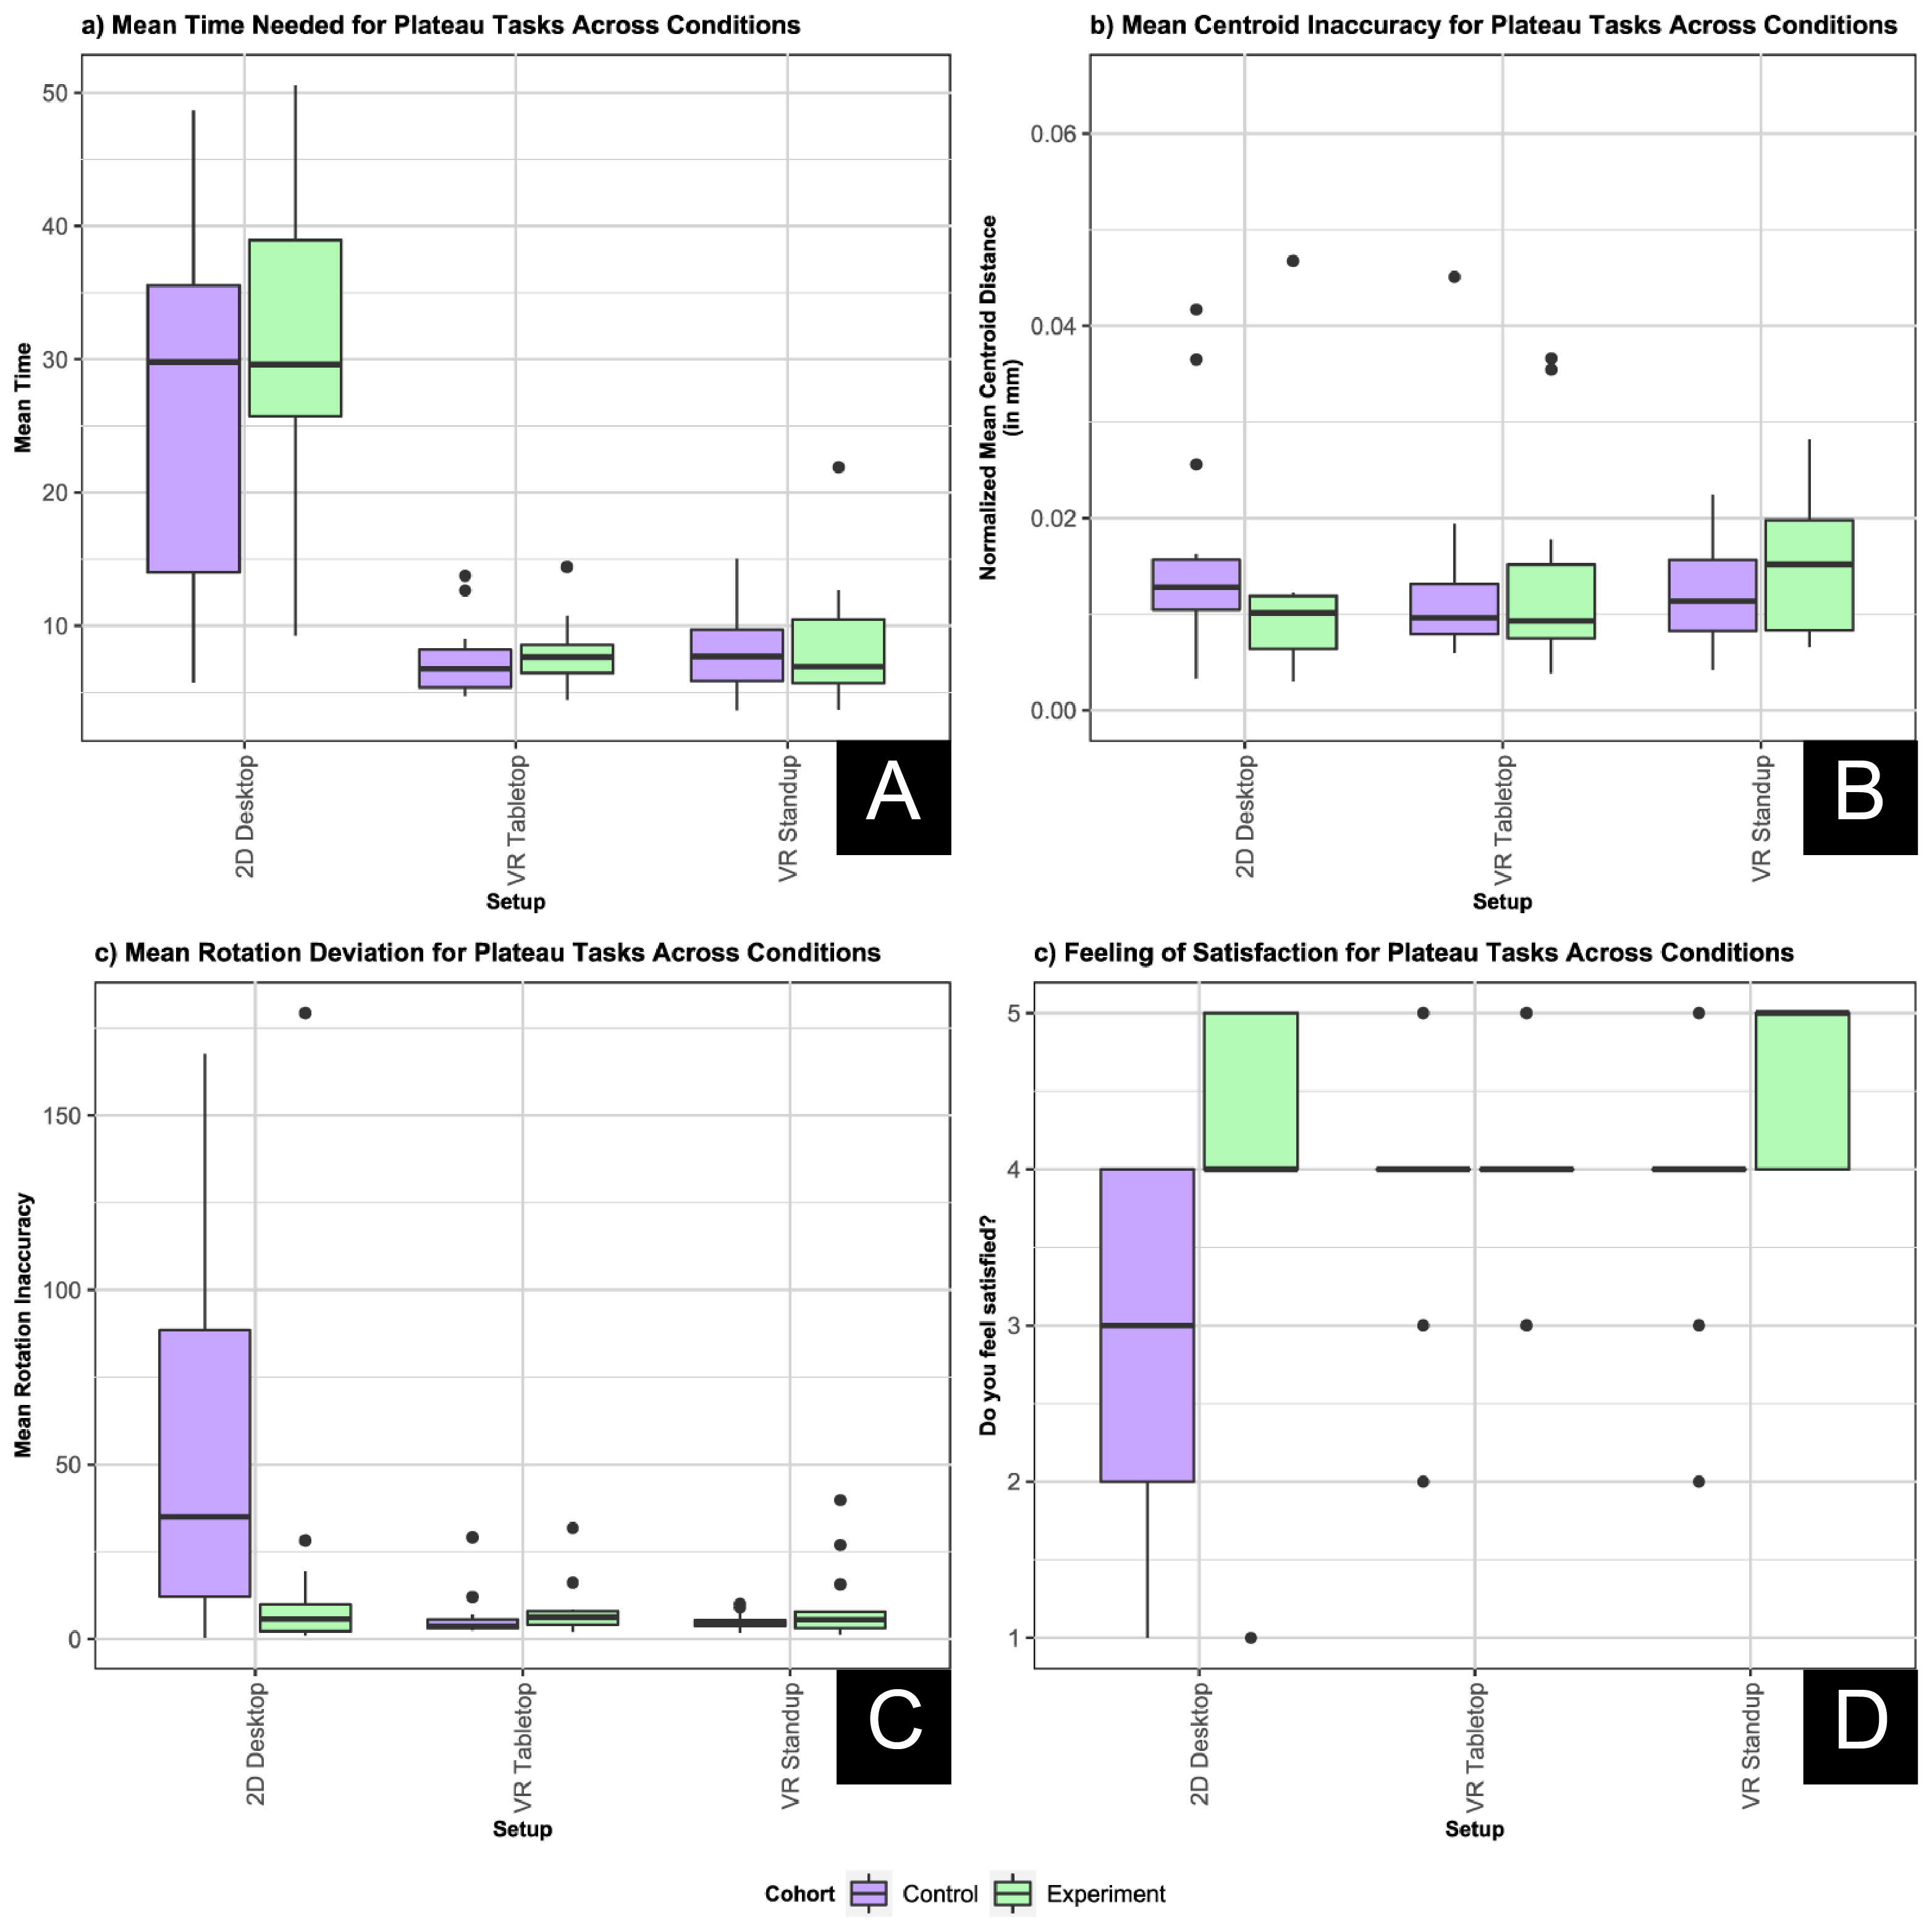 a) Mean Time Needed for Plateau Tasks Across Conditions
50
40
30
20
10
Mean Time
2D Desktop
VR Tabletop
VR Standup
Setup
A
b) Mean Centroid Inaccuracy for Plateau Tasks Across Conditions
0.06
0.04
0.02
0.00
Normalized Mean Centroid Distance
(in mm)
2D Desktop
VR Tabletop
VR Standup
Setup
B
c) Mean Rotation Deviation for Plateau Tasks Across Conditions
150
100
50
0
Mean Rotation Inaccuracy
2D Desktop
VR Tabletop
VR Standup
Setup
C
c) Feeling of Satisfaction for Plateau Tasks Across Conditions
5
4
3
2
1
Do you feel satisfied?
2D Desktop
VR Tabletop
VR Standup
Setup
D
Cohort Control Experiment